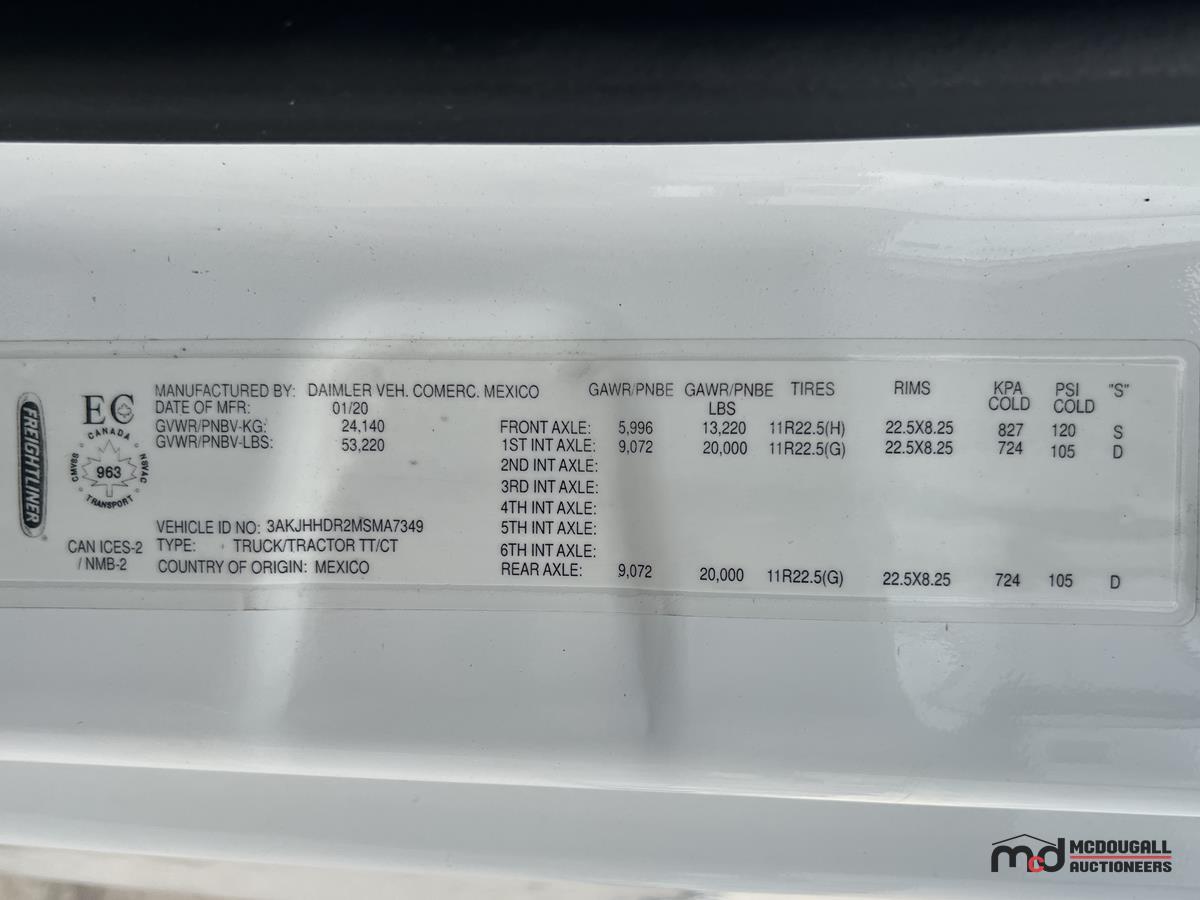 FREIGHTLINER
EC
CANADA
CMVSS 963 NSVAC
TRANSPORT
CAN ICES-2
/ NMB-2
MANUFACTURED BY: DAIMLER VEH. COMERC. MEXICO
DATE OF MFR: 01/20
GVWR/PNBV-KG: 24,140
GVWR/PNBV-LBS: 53,220
VEHICLE ID NO: 3AKJHHDR2MSMA7349
TYPE: TRUCK/TRACTOR TT/CT
COUNTRY OF ORIGIN: MEXICO
GAWR/PNBE GAWR/PNBE TIRES RIMS KPA PSI "S"
LBS COLD COLD
FRONT AXLE: 5,996 13,220 11R22.5(H) 22.5X8.25 827 120 S
1ST INT AXLE: 9,072 20,000 11R22.5(G) 22.5X8.25 724 105 D
2ND INT AXLE:
3RD INT AXLE:
4TH INT AXLE:
5TH INT AXLE:
6TH INT AXLE:
REAR AXLE: 9,072 20,000 11R22.5(G) 22.5X8.25 724 105 D
mcd MCDOUGALL
AUCTIONEERS